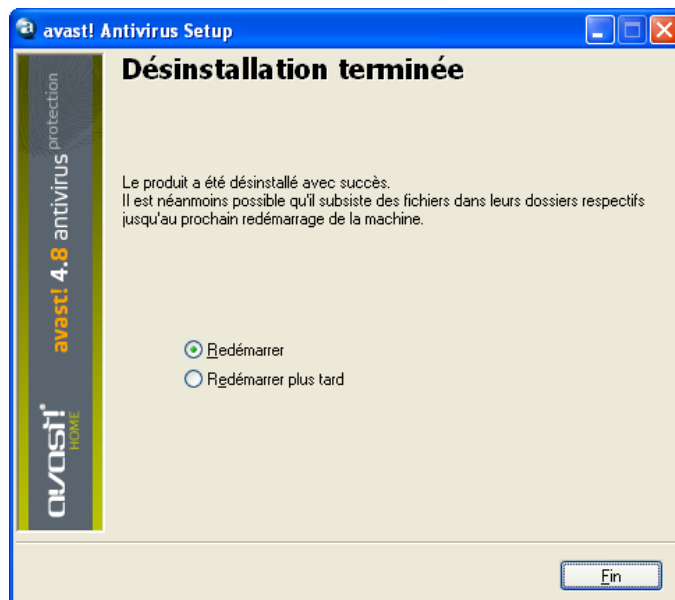 avast! Antivirus Setup
Désinstallation terminée
Le produit a été désinstallé avec succès.
Il est néanmoins possible qu'il subsiste des fichiers dans leurs dossiers respectifs
jusqu'au prochain redémarrage de la machine.
Redémarrer
Redémarrer plus tard
avast! 4.8 antivirus protection
avast!
HOME
Fin